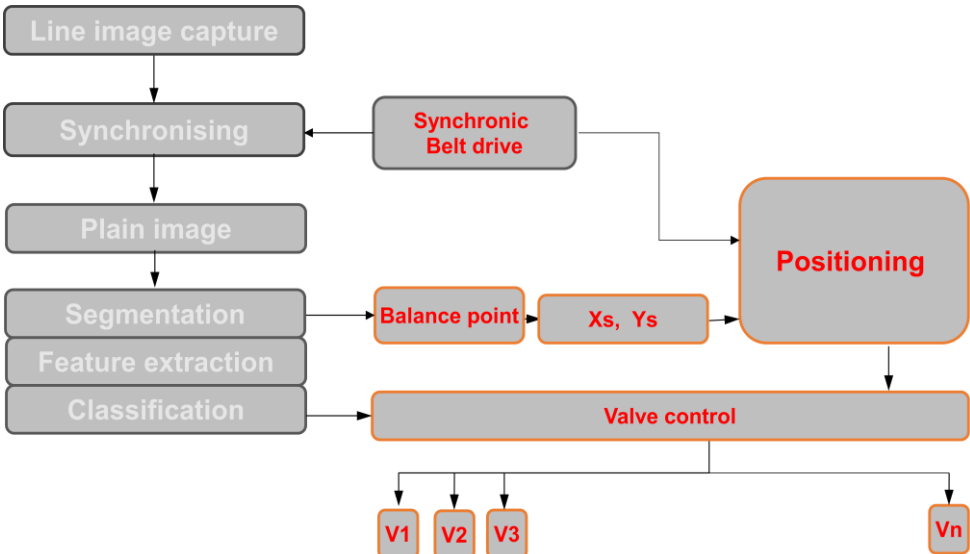 Line image capture
Synchronising
Synchronic
Belt drive
Plain image
Positioning
Segmentation
Balance point
Xs, Ys
Feature extraction
Classification
Valve control
V1
V2
V3
Vn